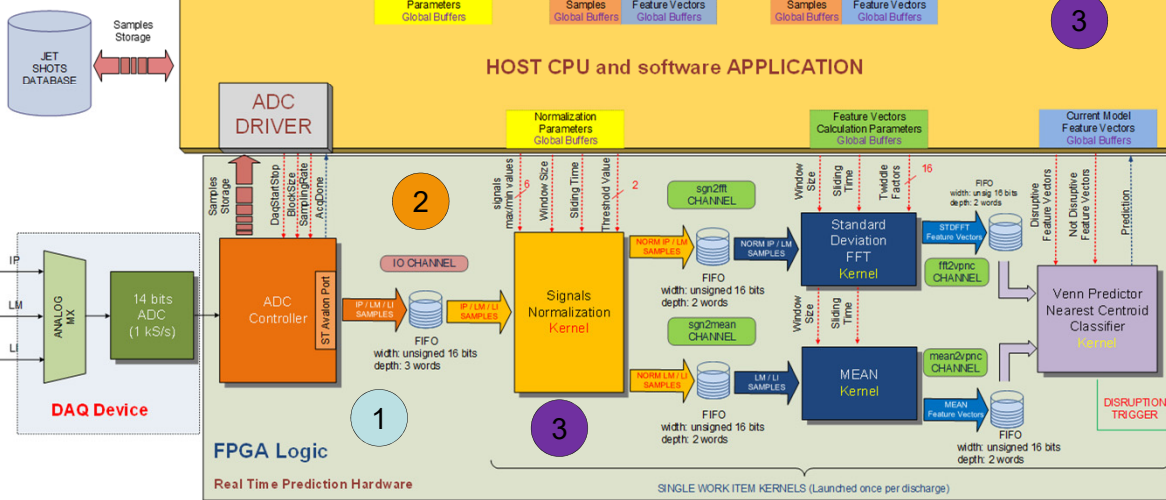 Parameters
Global Buffers
Samples
Global Buffers
Feature Vectors
Global Buffers
Samples
Global Buffers
Feature Vectors
Global Buffers
3
Samples
Storage
JET
SHOTS
DATABASE
HOST CPU and software APPLICATION
ADC
DRIVER
Normalization
Parameters
Global Buffers
Feature Vectors
Calculation Parameters
Global Buffers
Current Model
Feature Vectors
Global Buffers
Samples
Storage
DaqStartStop
BlockSize
SamplingRate
AcqDone
2
signals
max/min values
6
Window Size
Sliding Time
Threshold Value
2
sgn2fft
CHANNEL
Window
Size
Sliding
Time
Twiddle
Factors
16
FIFO
width: unsig 16 bits
depth: 2 words
Disruptive
Feature Vectors
Not Disruptive
Feature Vectors
Prediction
IP
LM
LI
ANALOG
MX
14 bits
ADC
(1 kS/s)
DAQ Device
ADC
Controller
ST Avalon Port
IO CHANNEL
IP / LM / LI
SAMPLES
FIFO
width: unsigned 16 bits
depth: 3 words
IP / LM / LI
SAMPLES
Signals
Normalization
Kernel
NORM IP / LM
SAMPLES
FIFO
width: unsigned 16 bits
depth: 2 words
NORM IP / LM
SAMPLES
Standard
Deviation
FFT
Kernel
STDFFT
Feature Vectors
fft2vpnc
CHANNEL
Window
Size
Sliding
Time
sgn2mean
CHANNEL
NORM LM / LI
SAMPLES
FIFO
width: unsigned 16 bits
depth: 2 words
LM / LI
SAMPLES
MEAN
Kernel
mean2vpnc
CHANNEL
MEAN
Feature Vectors
FIFO
width: unsigned 16 bits
depth: 2 words
Venn Predictor
Nearest Centroid
Classifier
Kernel
DISRUPTION
TRIGGER
1
3
FPGA Logic
Real Time Prediction Hardware
SINGLE WORK ITEM KERNELS (Launched once per discharge)